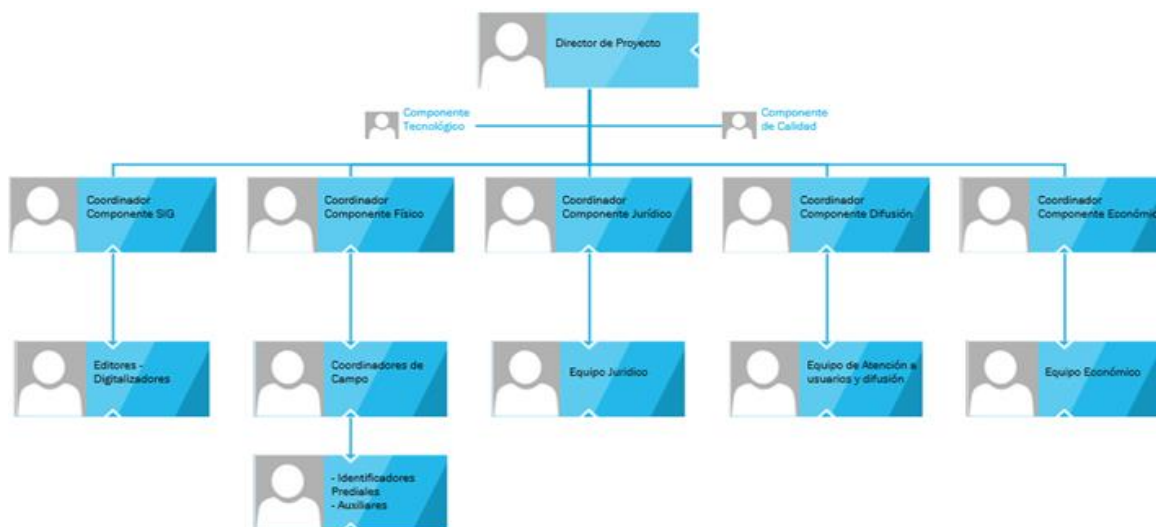 Director de Proyecto
Componente
Tecnológico
Componente
de Calidad
Coordinador
Componente SIG
Coordinador
Componente Físico
Coordinador
Componente Jurídico
Coordinador
Componente Difusión
Coordinador
Componente Económic
Editores -
Digitalizadores
Coordinadores de
Campo
Equipo Jurídico
Equipo de Atención a
usuarios y difusión
Equipo Económico
- Identificadores
Prediales
- Auxiliares